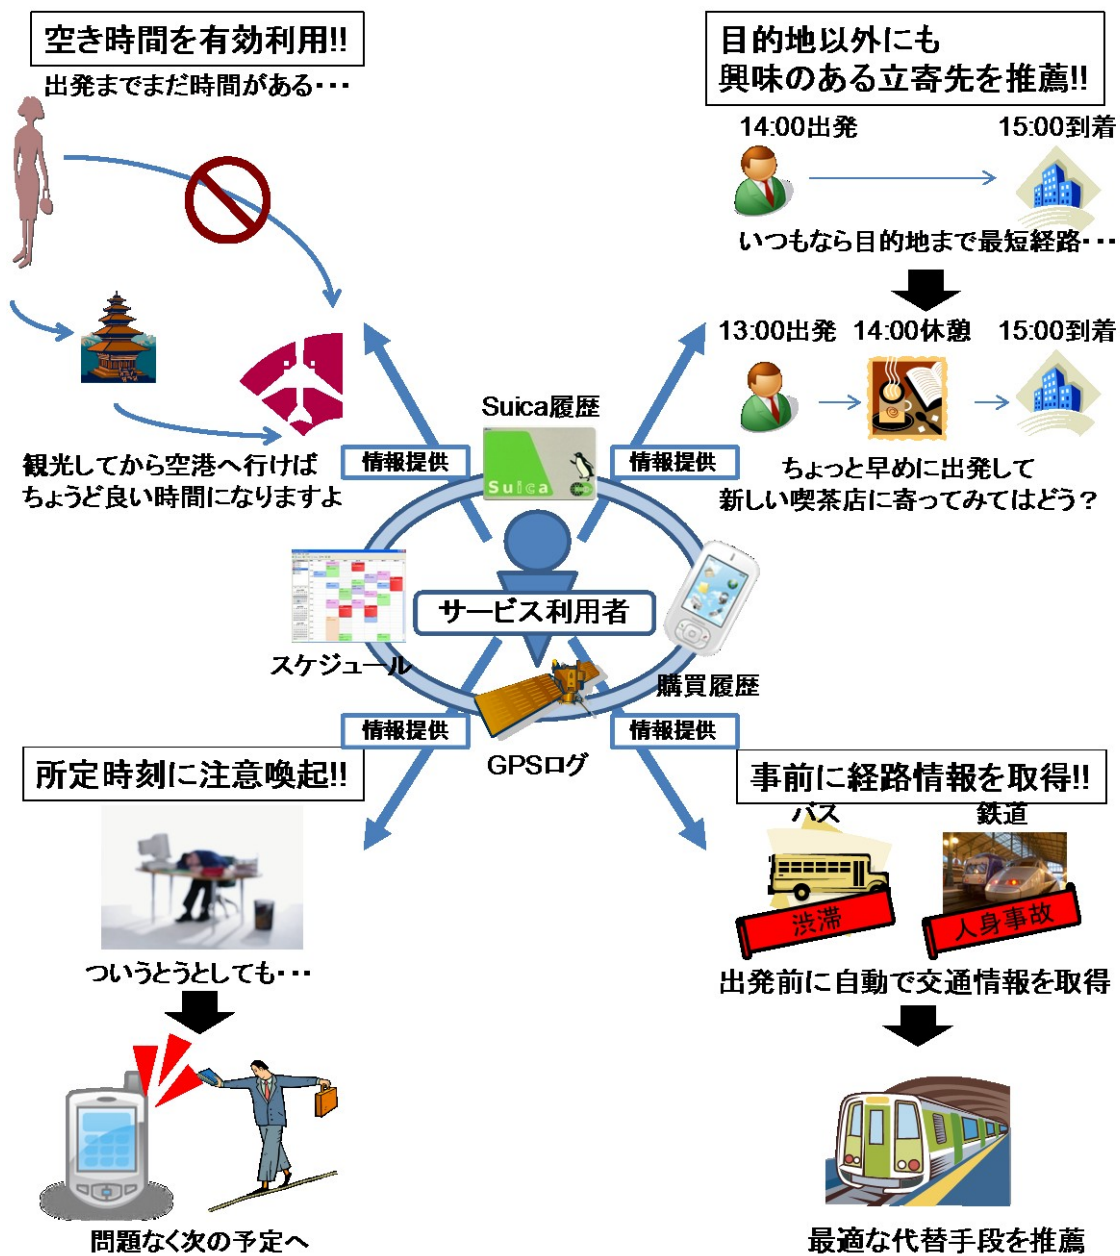 空き時間を有効利用!!
出発までまだ時間がある・・・
観光してから空港へ行けば
ちょうど良い時間になりますよ
目的地以外にも
興味のある立寄先を推薦!!
14:00出発
15:00到着
いつもなら目的地まで最短経路・・・
13:00出発
14:00休憩
15:00到着
ちょっと早めに出発して
新しい喫茶店に寄ってみてはどう?
Suica履歴
情報提供
情報提供
Suica
サービス利用者
スケジュール
購買履歴
GPSログ
情報提供
情報提供
所定時刻に注意喚起!!
ついうとうとしても・・・
問題なく次の予定へ
事前に経路情報を取得!!
バス
鉄道
渋滞
人身事故
出発前に自動で交通情報を取得
最適な代替手段を推薦